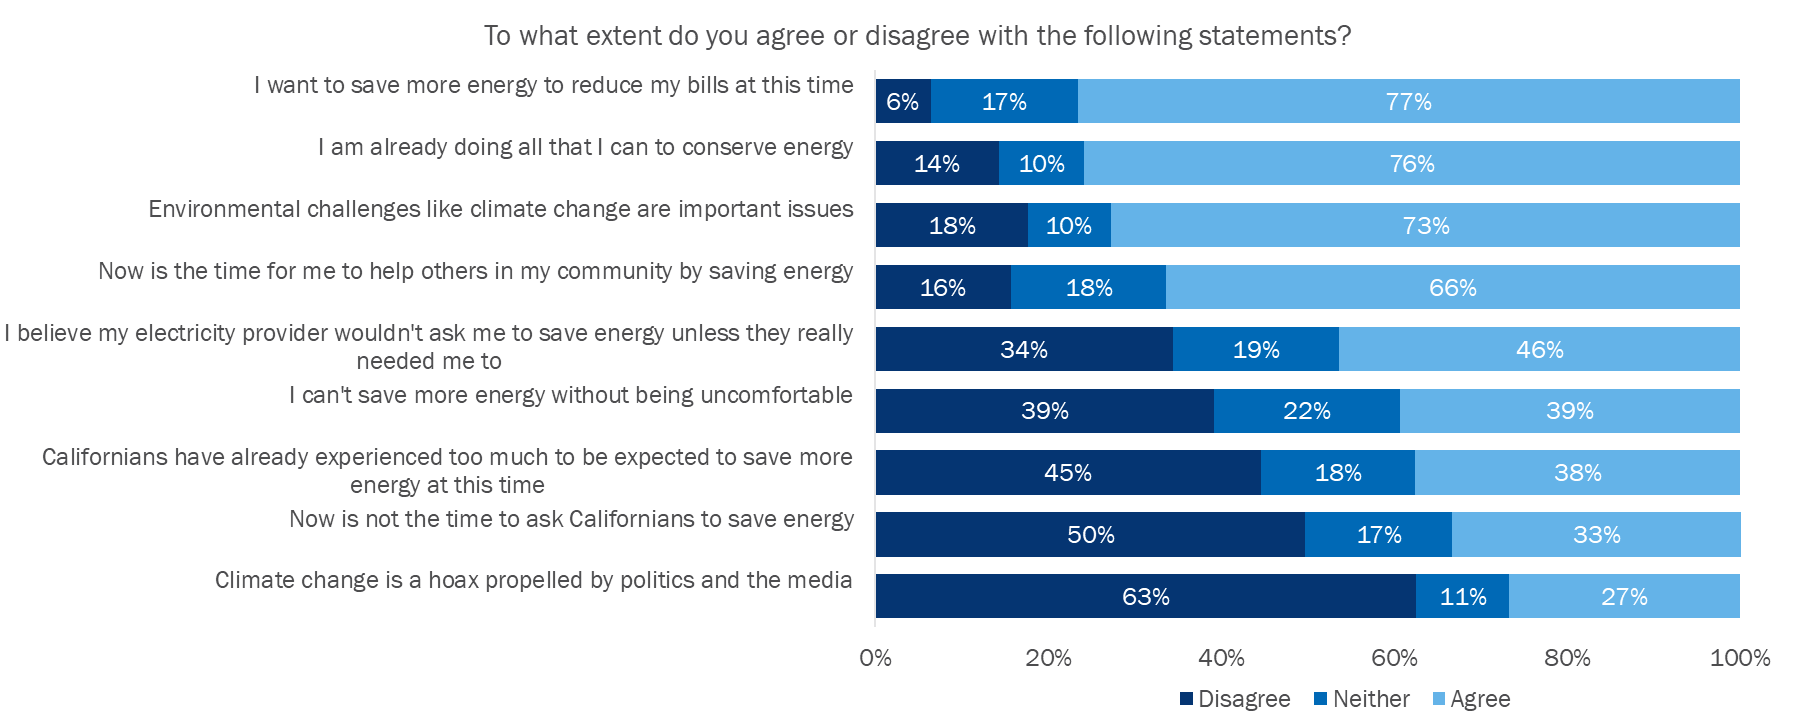 To what extent do you agree or disagree with the following statements?
I want to save more energy to reduce my bills at this time
6% 17% 77%
I am already doing all that I can to conserve energy
14% 10% 76%
Environmental challenges like climate change are important issues
18% 10% 73%
Now is the time for me to help others in my community by saving energy
16% 18% 66%
I believe my electricity provider wouldn't ask me to save energy unless they really
needed me to
34% 19% 46%
I can't save more energy without being uncomfortable
39% 22% 39%
Californians have already experienced too much to be expected to save more
energy at this time
45% 18% 38%
Now is not the time to ask Californians to save energy
50% 17% 33%
Climate change is a hoax propelled by politics and the media
63% 11% 27%
0% 20% 40% 60% 80% 100%
Disagree Neither Agree